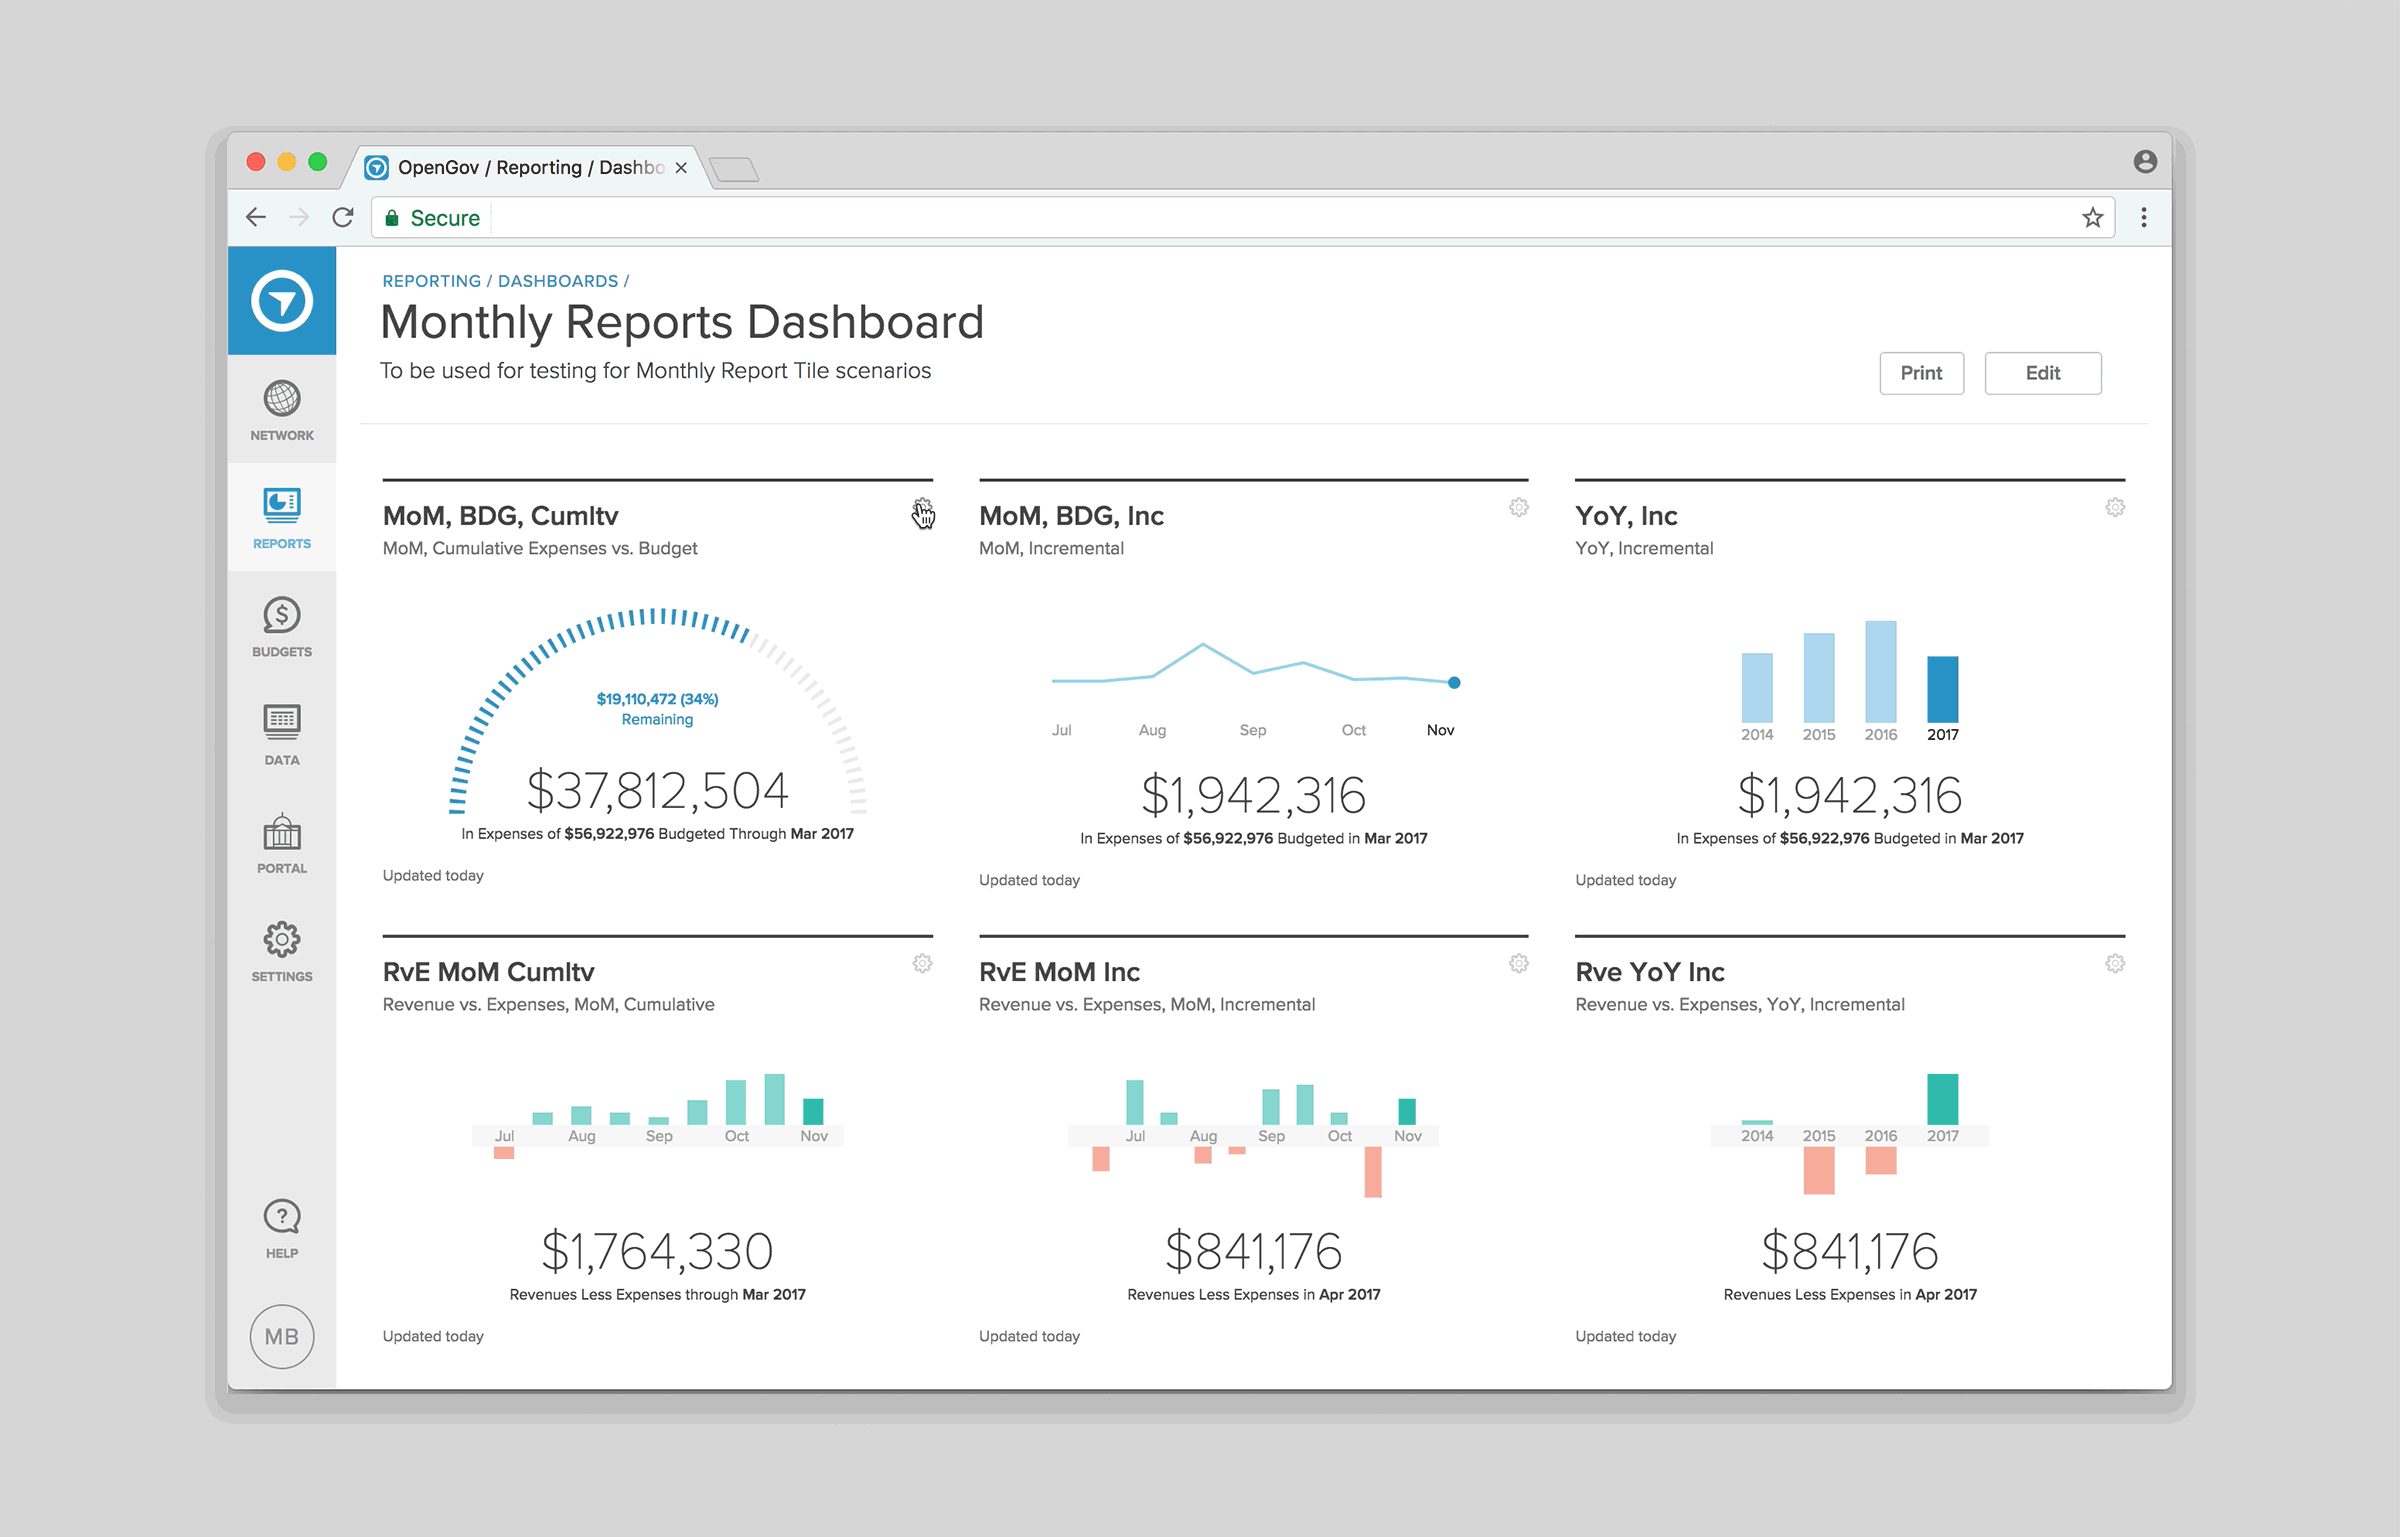 OpenGov / Reporting / Dashbo
Secure
REPORTING / DASHBOARDS /
Monthly Reports Dashboard
To be used for testing for Monthly Report Tile scenarios
Print
Edit
NETWORK
REPORTS
BUDGETS
DATA
PORTAL
SETTINGS
HELP
MB
MoM, BDG, Cumltv
MoM, Cumulative Expenses vs. Budget
$19,110,472 (34%)
Remaining
$37,812,504
In Expenses of $56,922,976 Budgeted Through Mar 2017
Updated today
MoM, BDG, Inc
MoM, Incremental
Jul Aug Sep Oct Nov
$1,942,316
In Expenses of $56,922,976 Budgeted in Mar 2017
Updated today
YoY, Inc
YoY, Incremental
2014 2015 2016 2017
$1,942,316
In Expenses of $56,922,976 Budgeted in Mar 2017
Updated today
RvE MoM Cumltv
Revenue vs. Expenses, MoM, Cumulative
Jul Aug Sep Oct Nov
$1,764,330
Revenues Less Expenses through Mar 2017
Updated today
RvE MoM Inc
Revenue vs. Expenses, MoM, Incremental
Jul Aug Sep Oct Nov
$841,176
Revenues Less Expenses in Apr 2017
Updated today
Rve YoY Inc
Revenue vs. Expenses, YoY, Incremental
2014 2015 2016 2017
$841,176
Revenues Less Expenses in Apr 2017
Updated today